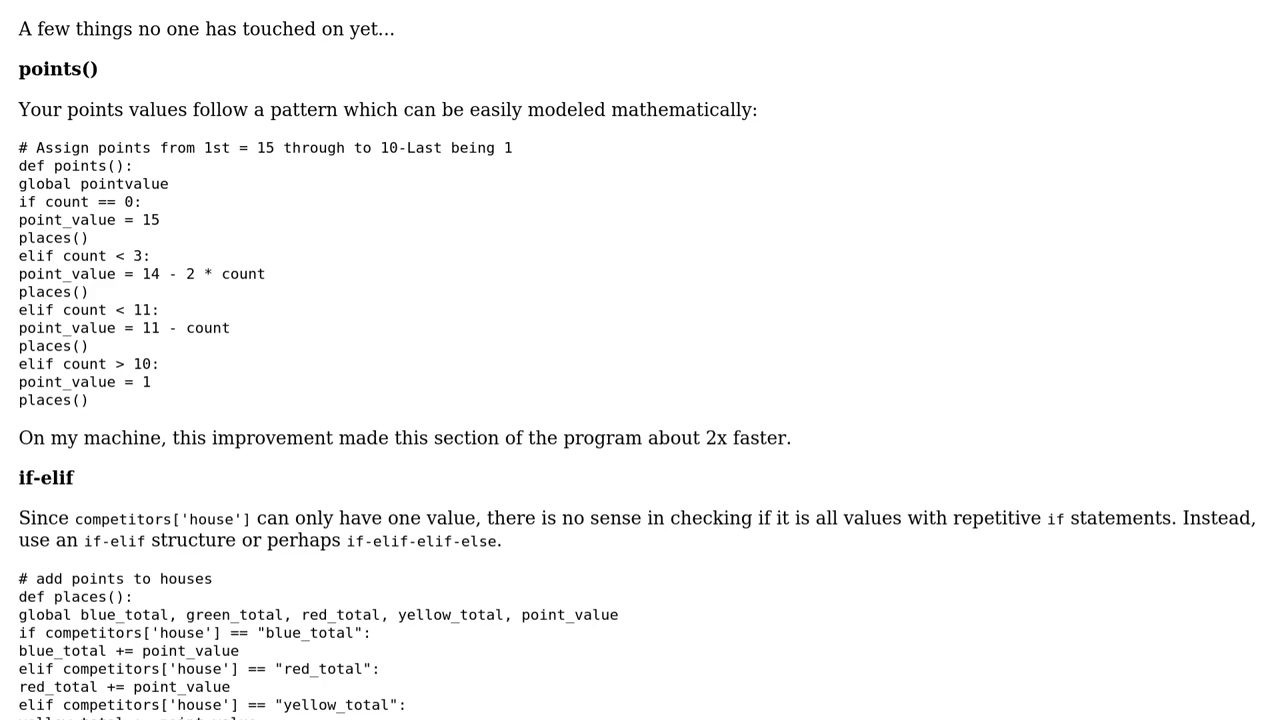 A few things no one has touched on yet...
points()
Your points values follow a pattern which can be easily modeled mathematically:
# Assign points from 1st = 15 through to 10-Last being 1
def points():
global pointvalue
if count == 0:
point_value = 15
places()
elif count < 3:
point_value = 14 - 2 * count
places()
elif count < 11:
point_value = 11 - count
places()
elif count > 10:
point_value = 1
places()
On my machine, this improvement made this section of the program about 2x faster.
if-elif
Since competitors['house'] can only have one value, there is no sense in checking if it is all values with repetitive if statements. Instead,
use an if-elif structure or perhaps if-elif-elif-else.
# add points to houses
def places():
global blue_total, green_total, red_total, yellow_total, point_value
if competitors['house'] == "blue_total":
blue_total += point_value
elif competitors['house'] == "red_total":
red_total += point_value
elif competitors['house'] == "yellow_total":